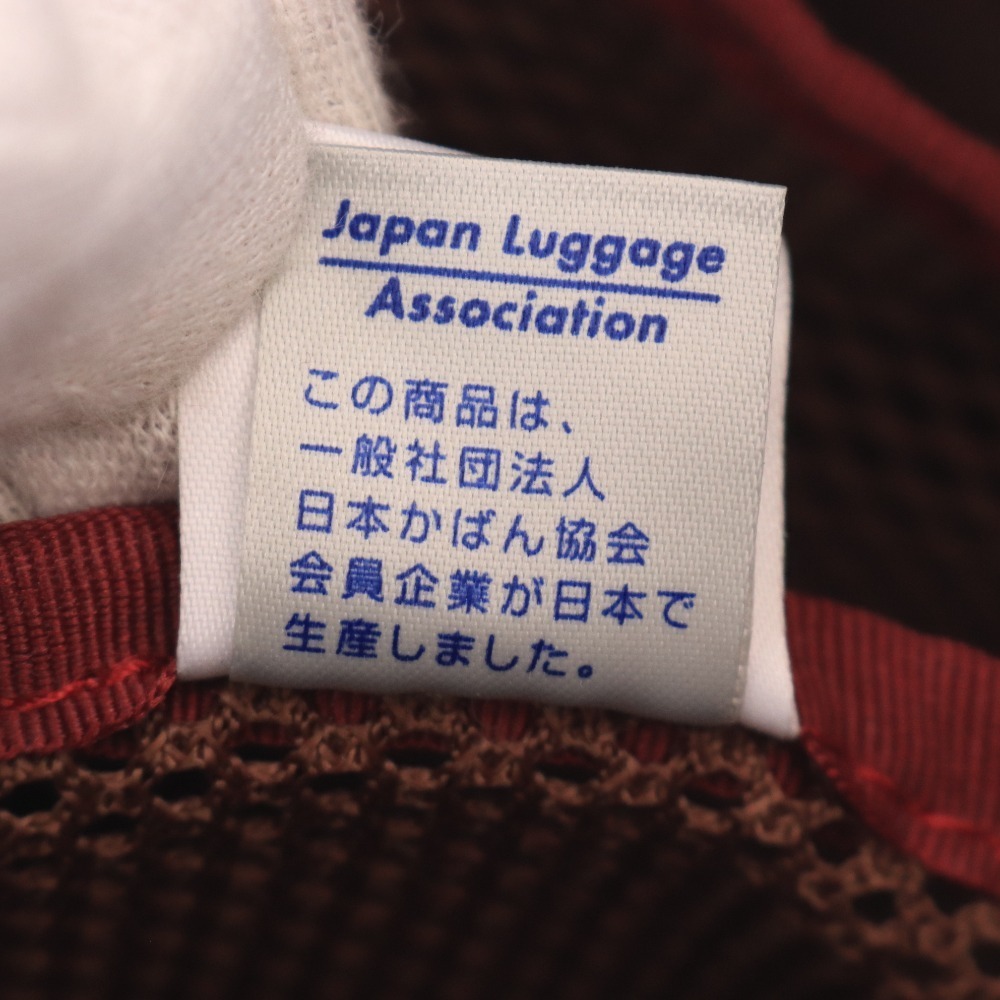 Japan Luggage
Association
この商品は、
一般社団法人
日本かばん協会
会員企業が日本で
生産しました。